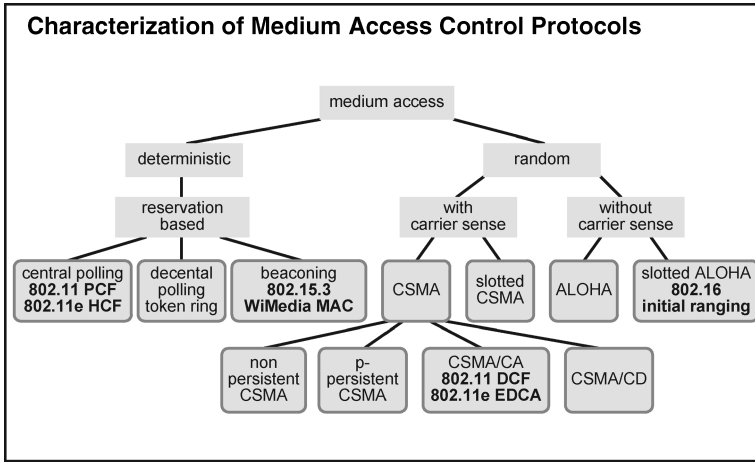 Characterization of Medium Access Control Protocols
medium access
deterministic
random
reservation
based
with
carrier sense
without
carrier sense
central polling
802.11 PCF
802.11e HCF
decental
polling
token ring
beaconing
802.15.3
WiMedia MAC
CSMA
slotted
CSMA
ALOHA
slotted ALOHA
802.16
initial ranging
non
persistent
CSMA
p-
persistent
CSMA
CSMA/CA
802.11 DCF
802.11e EDCA
CSMA/CD